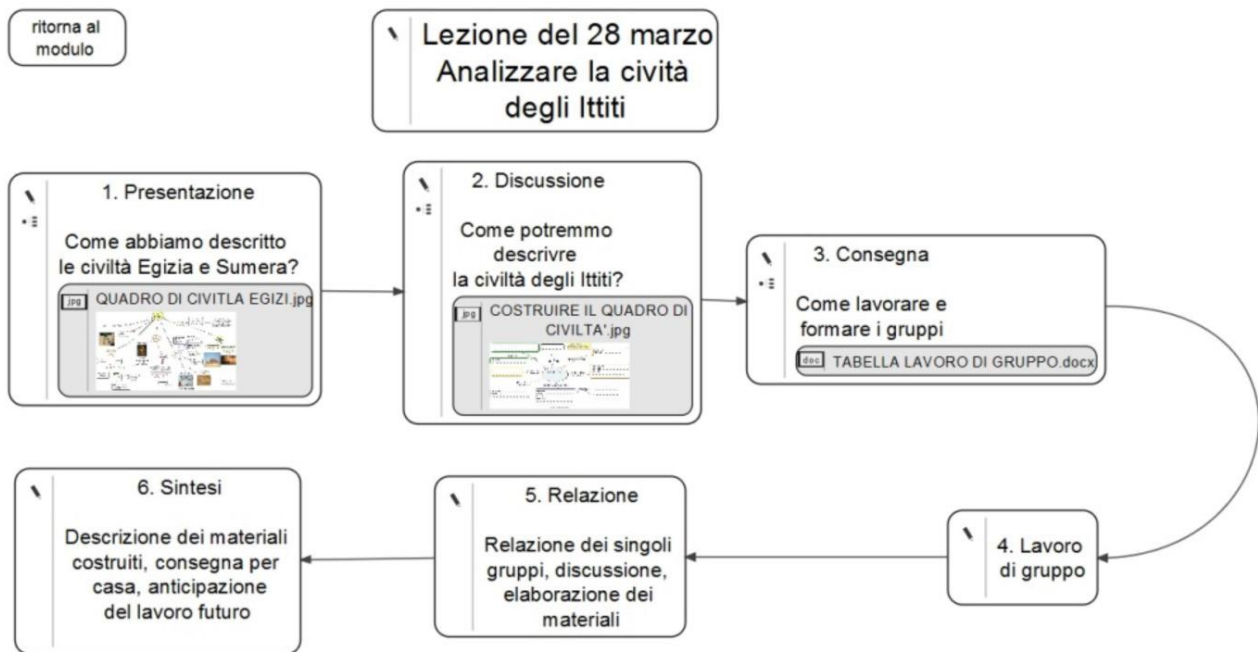 ritorna al
modulo
Lezione del 28 marzo
Analizzare la cività
degli Ittiti
1. Presentazione
Come abbiamo descritto
le civiltà Egizia e Sumera?
jpg QUADRO DI CIVITLA EGIZI.jpg
2. Discussione
Come potremmo
descrivre
la civiltà degli Ittiti?
jpg COSTRUIRE IL QUADRO DI
CIVILTA'.jpg
3. Consegna
Come lavorare e
formare i gruppi
doc TABELLA LAVORO DI GRUPPO.docx
4. Lavoro
di gruppo
5. Relazione
Relazione dei singoli
gruppi, discussione,
elaborazione dei
materiali
6. Sintesi
Descrizione dei materiali
costruiti, consegna per
casa, anticipazione
del lavoro futuro